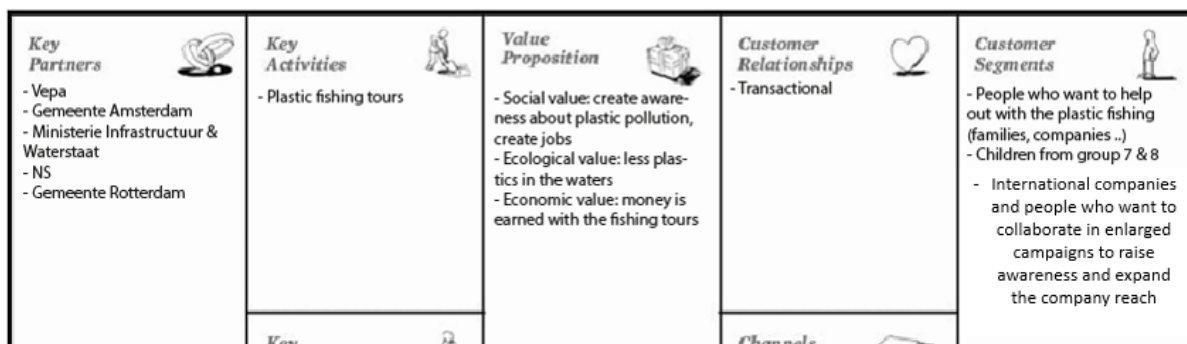 Key
Partners
- Vepa
- Gemeente Amsterdam
- Ministerie Infrastructuur &
Waterstaat
- NS
- Gemeente Rotterdam
Key
Activities
- Plastic fishing tours
Value
Proposition
- Social value: create aware-
ness about plastic pollution,
create jobs
- Ecological value: less plas-
tics in the waters
- Economic value: money is
earned with the fishing tours
Customer
Relationships
- Transactional
Customer
Segments
- People who want to help
out with the plastic fishing
(families, companies ..)
- Children from group 7 & 8
- International companies
and people who want to
collaborate in enlarged
campaigns to raise
awareness and expand
the company reach
Key
Channels